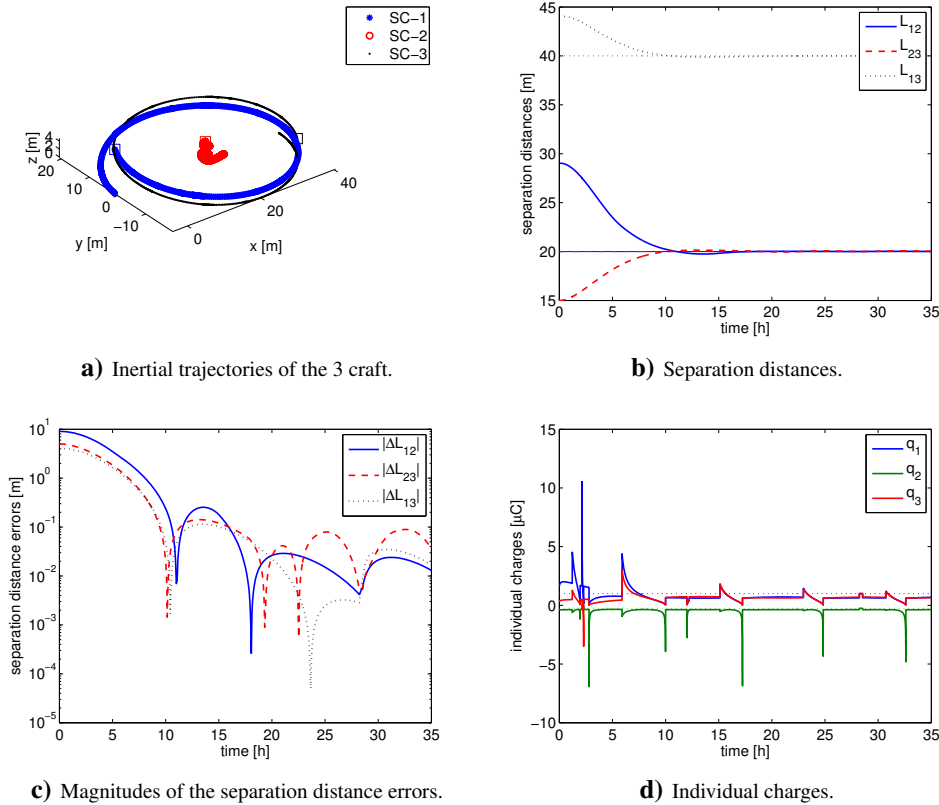 SC−1
SC−2
SC−3
z [m]
4
2
0
20
10
0
−10
y [m]
0
20
40
x [m]
a) Inertial trajectories of the 3 craft.
separation distances [m]
45
40
35
30
25
20
15
0 5 10 15 20 25 30 35
time [h]
L12
L23
L13
b) Separation distances.
separation distance errors [m]
10^1
10^0
10^−1
10^−2
10^−3
10^−4
10^−5
0 5 10 15 20 25 30 35
time [h]
|ΔL12|
|ΔL23|
|ΔL13|
c) Magnitudes of the separation distance errors.
individual charges [μC]
15
10
5
0
−5
−10
0 5 10 15 20 25 30 35
time [h]
q1
q2
q3
d) Individual charges.